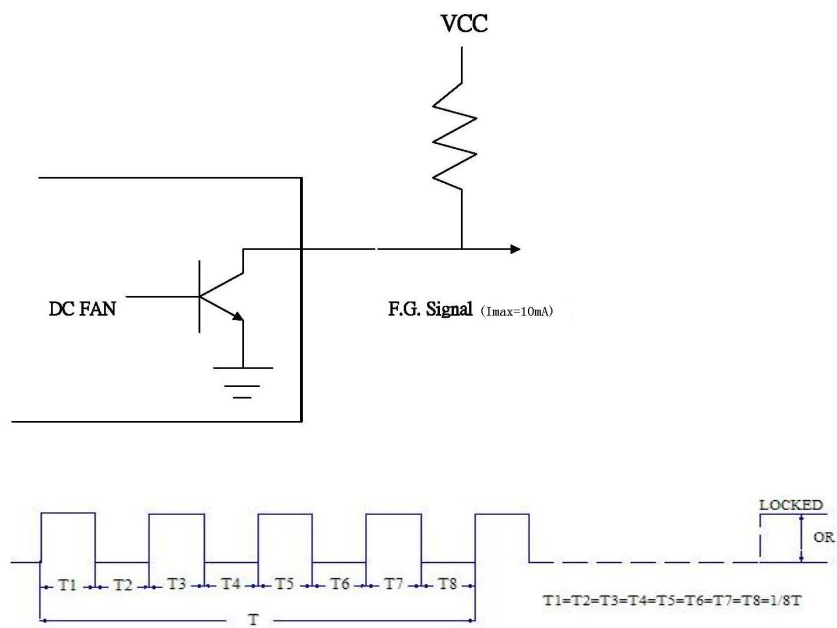 VCC
DC FAN
F.G. Signal (Imax=10mA)
LOCKED
OR
T1 T2 T3 T4 T5 T6 T7 T8
T1=T2=T3=T4=T5=T6=T7=T8=1/8T
T